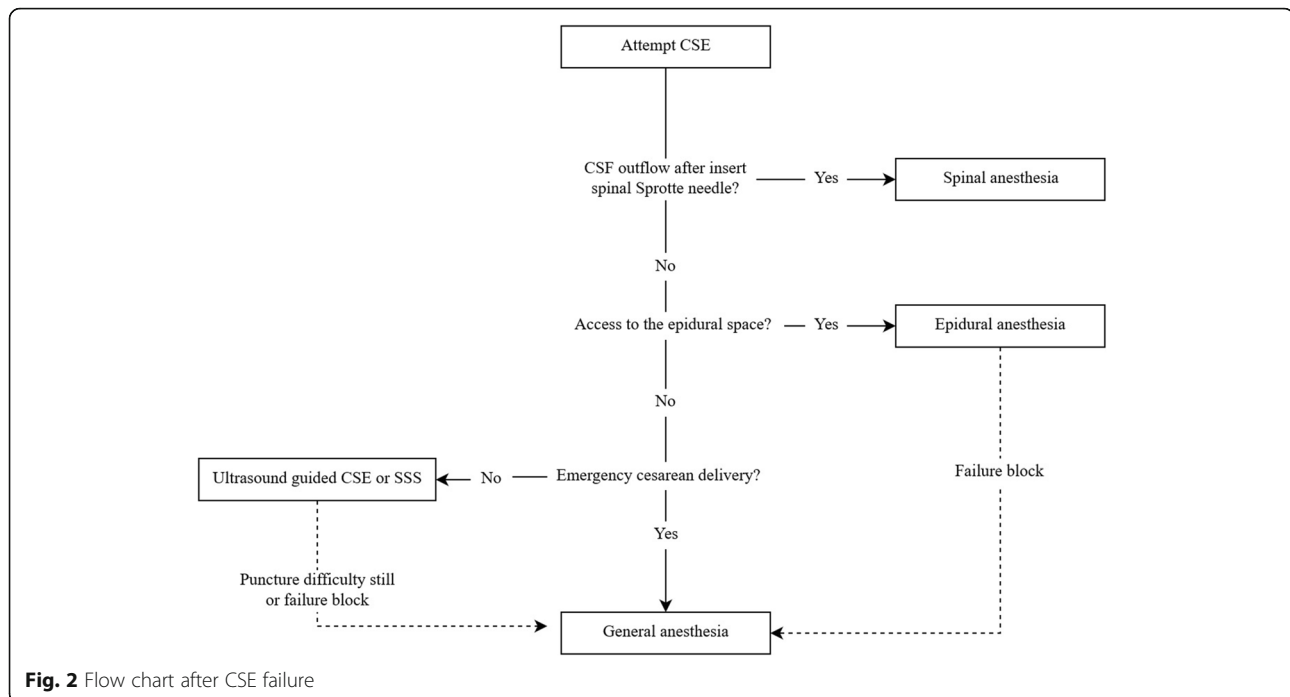 Attempt CSE
CSF outflow after insert
spinal Sprotte needle?
Yes
Spinal anesthesia
No
Access to the epidural space?
Yes
Epidural anesthesia
No
Failure block
Ultrasound guided CSE or SSS
No
Emergency cesarean delivery?
Yes
Puncture difficulty still
or failure block
General anesthesia
Fig. 2 Flow chart after CSE failure